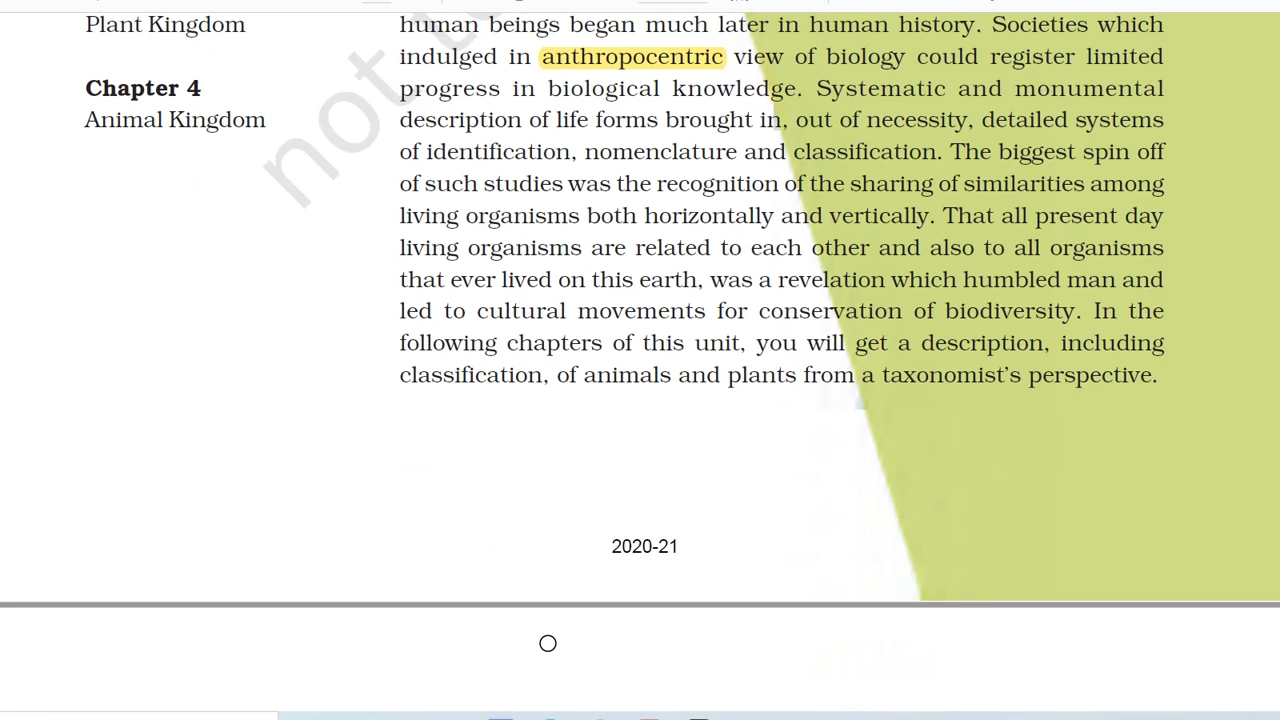 Plant Kingdom
Chapter 4
Animal Kingdom
human beings began much later in human history. Societies which
indulged in anthropocentric view of biology could register limited
progress in biological knowledge. Systematic and monumental
description of life forms brought in, out of necessity, detailed systems
of identification, nomenclature and classification. The biggest spin off
of such studies was the recognition of the sharing of similarities among
living organisms both horizontally and vertically. That all present day
living organisms are related to each other and also to all organisms
that ever lived on this earth, was a revelation which humbled man and
led to cultural movements for conservation of biodiversity. In the
following chapters of this unit, you will get a description, including
classification, of animals and plants from a taxonomist's perspective.
not
2020-21